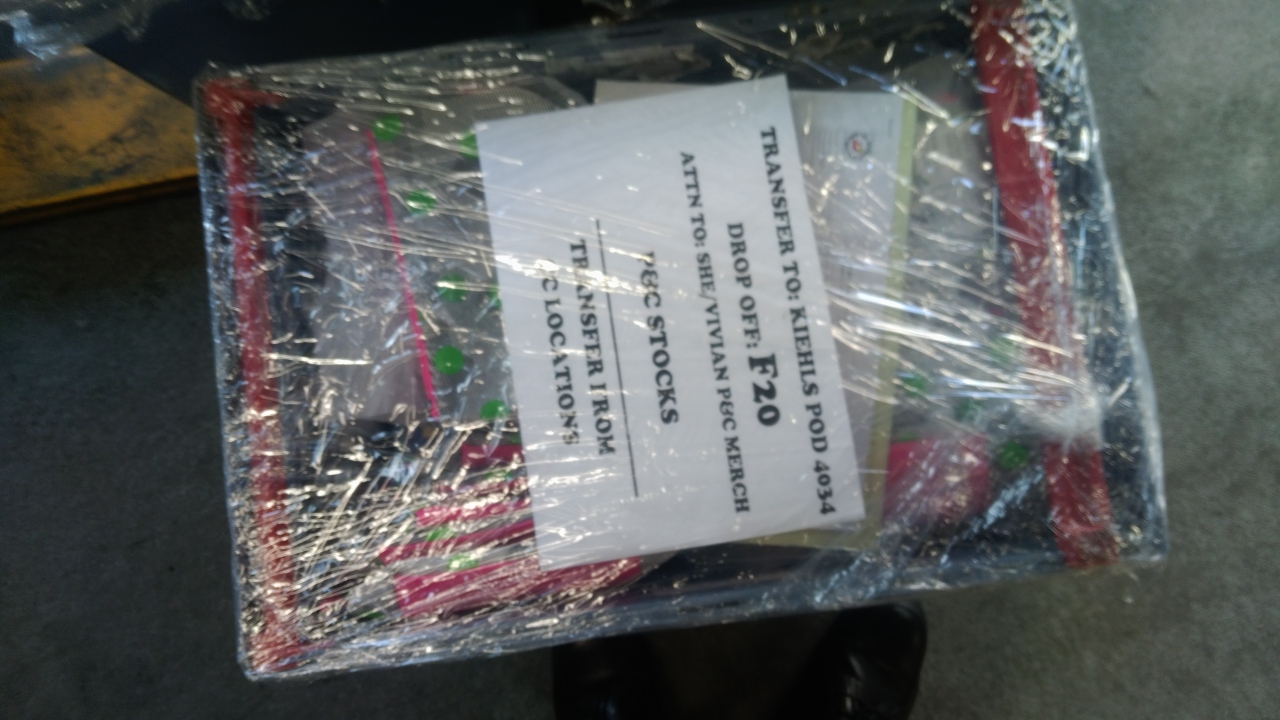 TRANSFER TO: KIEHLS POD 4034
DROP OFF: F20
ATTN TO: SHE/VIVIAN P&C MERCH
P&C STOCKS
TRANSFER FROM
LOCATIONS